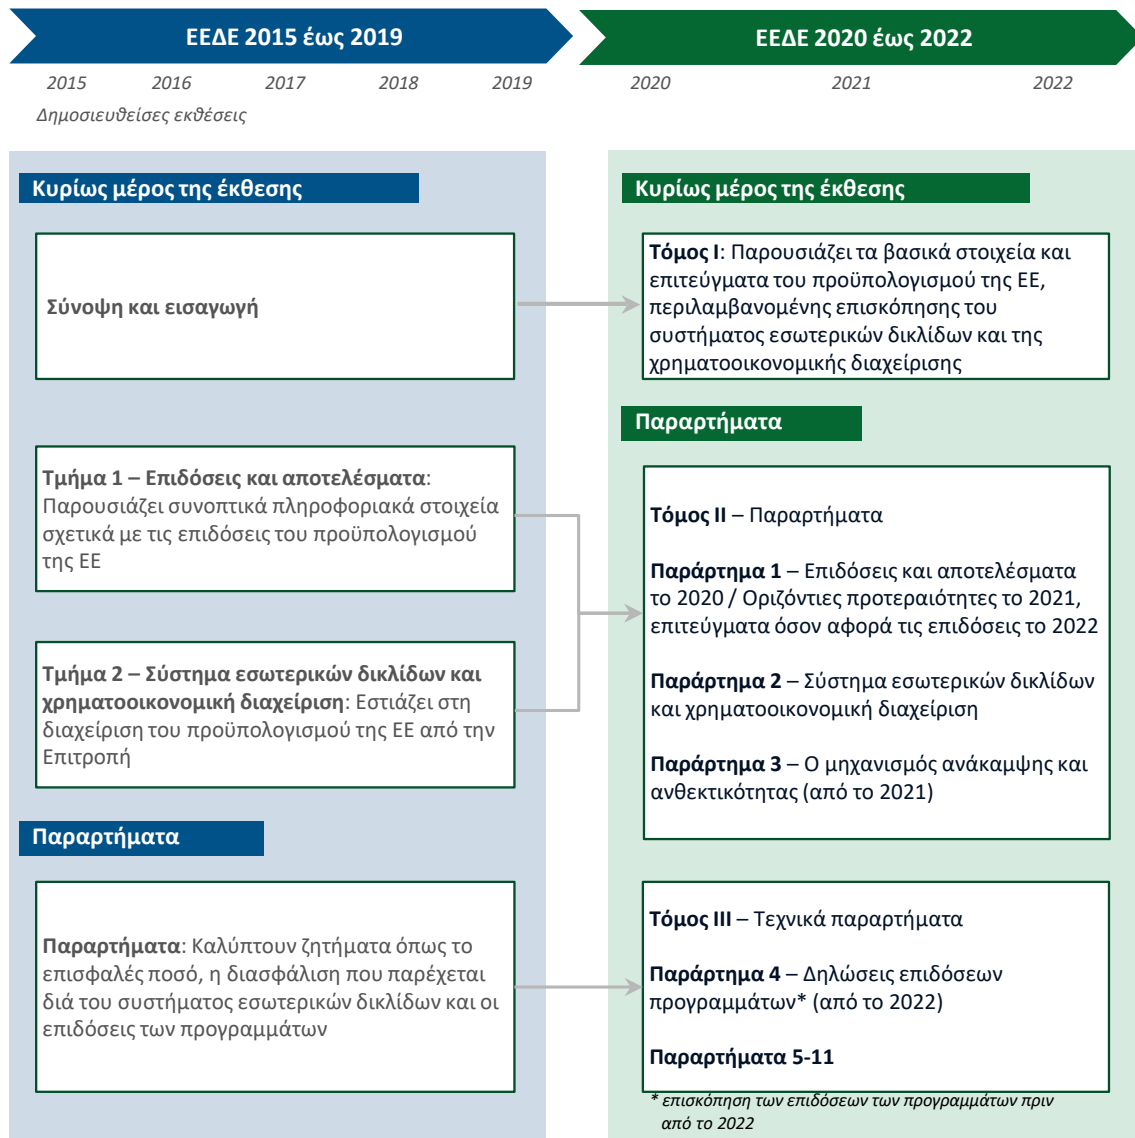 ΕΕΔΕ 2015 έως 2019
2015 2016 2017 2018 2019
Δημοσιευθείσες εκθέσεις
Κυρίως μέρος της έκθεσης
Σύνοψη και εισαγωγή
Τμήμα 1 – Επιδόσεις και αποτελέσματα:
Παρουσιάζει συνοπτικά πληροφοριακά στοιχεία
σχετικά με τις επιδόσεις του προϋπολογισμού
της ΕΕ
Τμήμα 2 – Σύστημα εσωτερικών δικλίδων και
χρηματοοικονομική διαχείριση: Εστιάζει στη
διαχείριση του προϋπολογισμού της ΕΕ από την
Επιτροπή
Παραρτήματα
Παραρτήματα: Καλύπτουν ζητήματα όπως το
επισφαλές ποσό, η διασφάλιση που παρέχεται
διά του συστήματος εσωτερικών δικλίδων και οι
επιδόσεις των προγραμμάτων
ΕΕΔΕ 2020 έως 2022
2020 2021 2022
Κυρίως μέρος της έκθεσης
Τόμος I: Παρουσιάζει τα βασικά στοιχεία και
επιτεύγματα του προϋπολογισμού της ΕΕ,
περιλαμβανομένης επισκόπησης του
συστήματος εσωτερικών δικλίδων και της
χρηματοοικονομικής διαχείρισης
Παραρτήματα
Τόμος II – Παραρτήματα
Παράρτημα 1 – Επιδόσεις και αποτελέσματα
το 2020 / Οριζόντιες προτεραιότητες το 2021,
επιτεύγματα όσον αφορά τις επιδόσεις το 2022
Παράρτημα 2 – Σύστημα εσωτερικών δικλίδων
και χρηματοοικονομική διαχείριση
Παράρτημα 3 – Ο μηχανισμός ανάκαμψης και
ανθεκτικότητας (από το 2021)
Τόμος III – Τεχνικά παραρτήματα
Παράρτημα 4 – Δηλώσεις επιδόσεων
προγραμμάτων* (από το 2022)
Παραρτήματα 5-11
* επισκόπηση των επιδόσεων των προγραμμάτων πριν
από το 2022